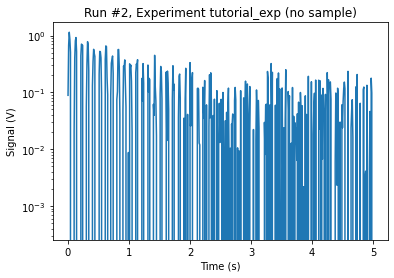 Run #2, Experiment tutorial_exp (no sample)
Signal (V)
10⁰
10⁻¹
10⁻²
10⁻³
0 1 2 3 4 5
Time (s)